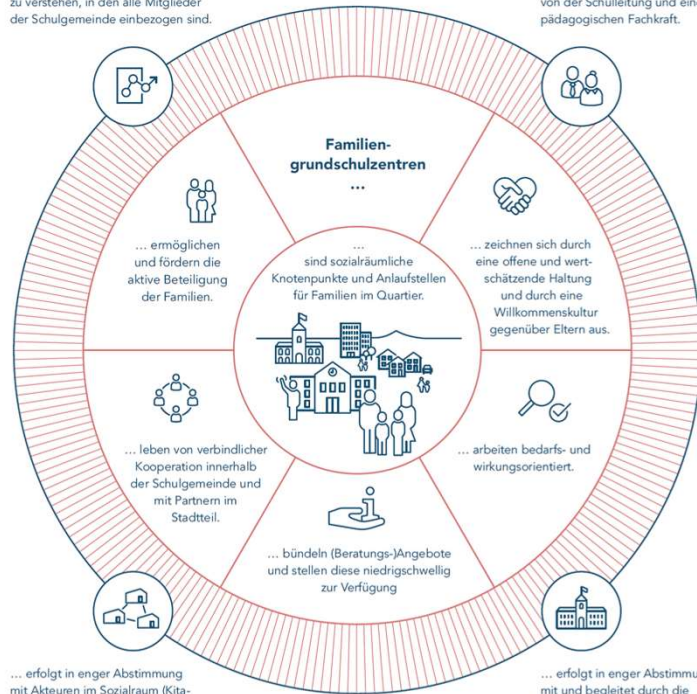 zu verstehen, in den alle Mitglieder
der Schulgemeinde einbezogen sind.
von der Schulleitung und
pädagogischen Fachkraft.
Familien-
grundschulzentren
...
... ermöglichen
und fördern die
aktive Beteiligung
der Familien.
...
sind sozialräumliche
Knotenpunkte und Anlaufstellen
für Familien im Quartier.
... zeichnen sich durch
eine offene und wert-
schätzende Haltung
und durch eine
Willkommenskultur
gegenüber Eltern aus.
... leben von verbindlicher
Kooperation innerhalb
der Schulgemeinde und
mit Partnern im
Stadtteil.
... arbeiten bedarfs- und
wirkungsorientiert.
... bündeln (Beratungs-)Angebote
und stellen diese niedrigschwellig
zur Verfügung
... erfolgt in enger Abstimmung
mit Akteuren im Sozialraum (Kita-
... erfolgt in enger
mit und begleitet durch die